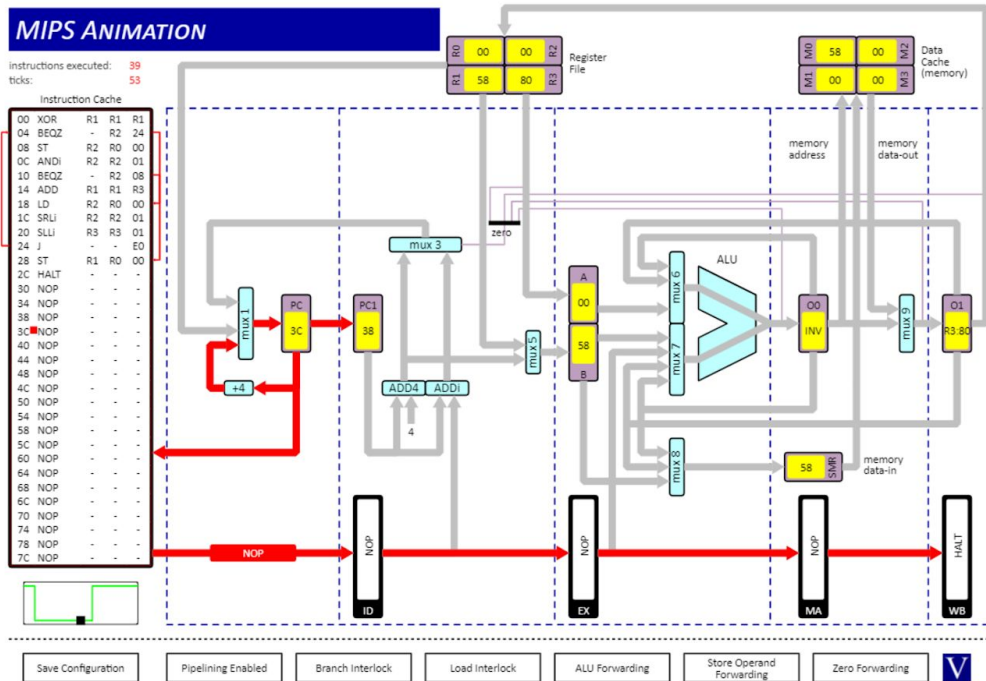 MIPS ANIMATION
instructions executed: 39
ticks: 53
Instruction Cache
00 XOR R1 R1 R1
04 BEQZ - R2 24
08 ST R2 R0 00
0C ANDi R2 R2 01
10 BEQZ - R2 08
14 ADD R1 R1 R3
18 LD R2 R0 00
1C SRLi R2 R2 01
20 SLLi R3 R3 01
24 J - - E0
28 ST R1 R0 00
2C HALT - - -
30 NOP - - -
34 NOP - - -
38 NOP - - -
3C NOP - - -
40 NOP - - -
44 NOP - - -
48 NOP - - -
4C NOP - - -
50 NOP - - -
54 NOP - - -
58 NOP - - -
5C NOP - - -
60 NOP - - -
64 NOP - - -
68 NOP - - -
6C NOP - - -
70 NOP - - -
74 NOP - - -
78 NOP - - -
7C NOP - - -
R0 00 00 R2
R1 58 80 R3
Register
File
M0 58 00 M2
M1 00 00 M3
Data
Cache
(memory)
memory
address
memory
data-out
zero
mux 3
mux 1
PC
3C
+4
PC1
38
ADD4
ADDi
4
mux 5
A
00
58
B
mux 6
mux 7
ALU
mux 8
O0
INV
mux 9
O1
R3:80
58
SMR
memory
data-in
NOP
NOP
ID
NOP
EX
NOP
MA
HALT
WB
Save Configuration
Pipelining Enabled
Branch Interlock
Load Interlock
ALU Forwarding
Store Operand
Forwarding
Zero Forwarding
V